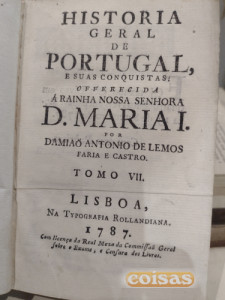 HISTORIA
GERAL
DE
PORTUGAL,
E SUAS CONQUISTAS;
OFFERECIDA
Á RAINHA NOSSA SENHORA
D. MARIA I.
POR
DAMIAÕ ANTONIO DE LEMOS
FARIA E CASTRO.
TOMO VII.
LISBOA,
NA TYPOGRAFIA ROLLANDIANA.
1787.
Com licença da Real Meza da Commissaõ Geral
sobre o Exame, e Censura dos Livros.
coisas